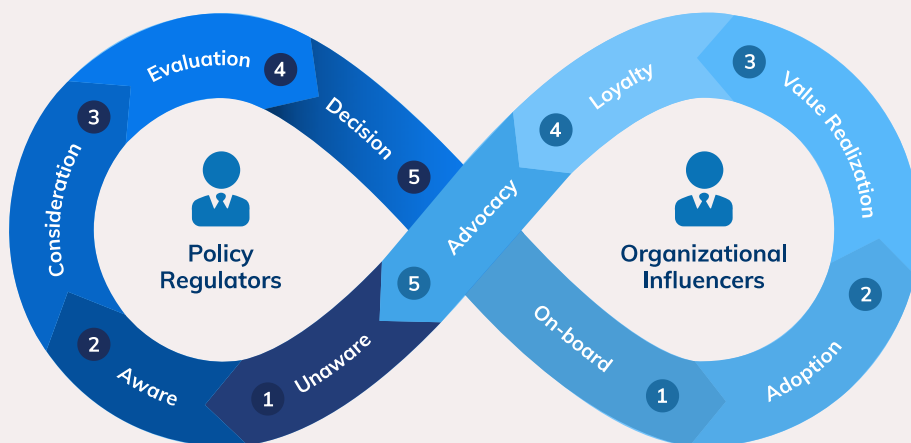 Policy
Regulators
1
Unaware
2
Aware
3
Consideration
Evaluation
4
Decision
5
Organizational
Influencers
On-board
1
Adoption
2
3
Value Realization
4
Loyalty
5
Advocacy